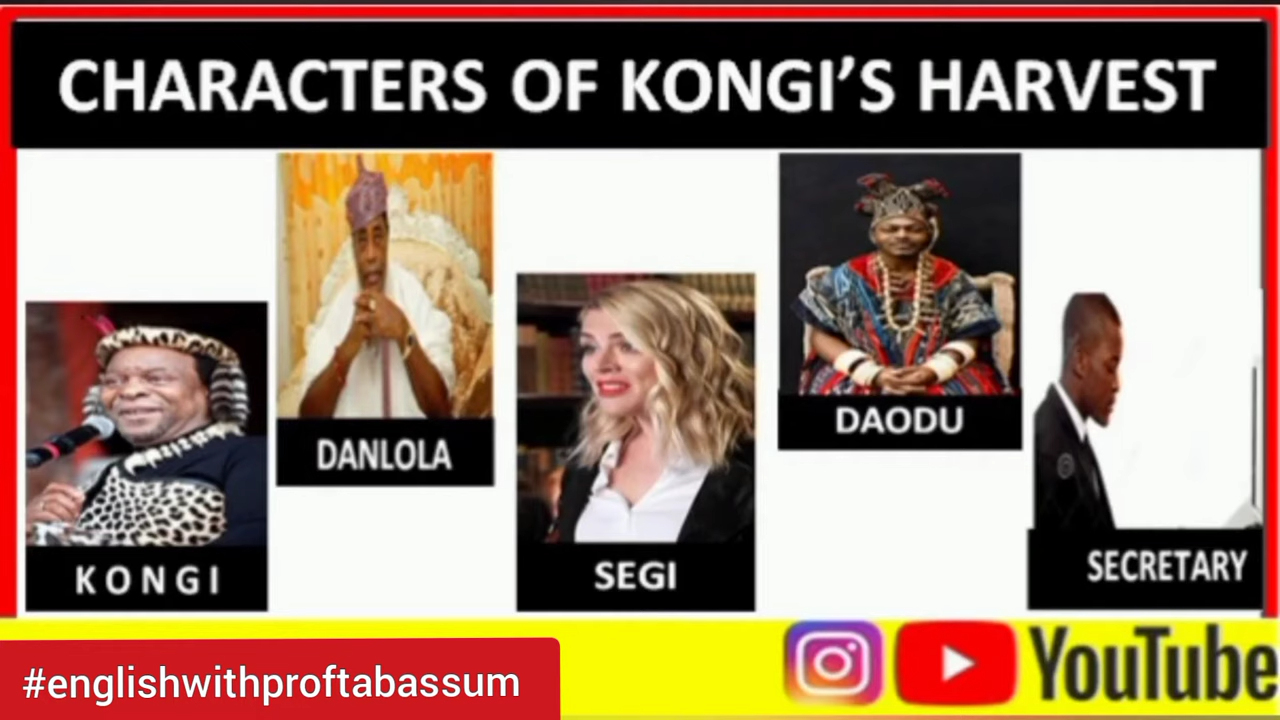 CHARACTERS OF KONGI'S HARVEST
KONGI
DANLOLA
SEGI
DAODU
SECRETARY
#englishwithproftabassum
YouTube